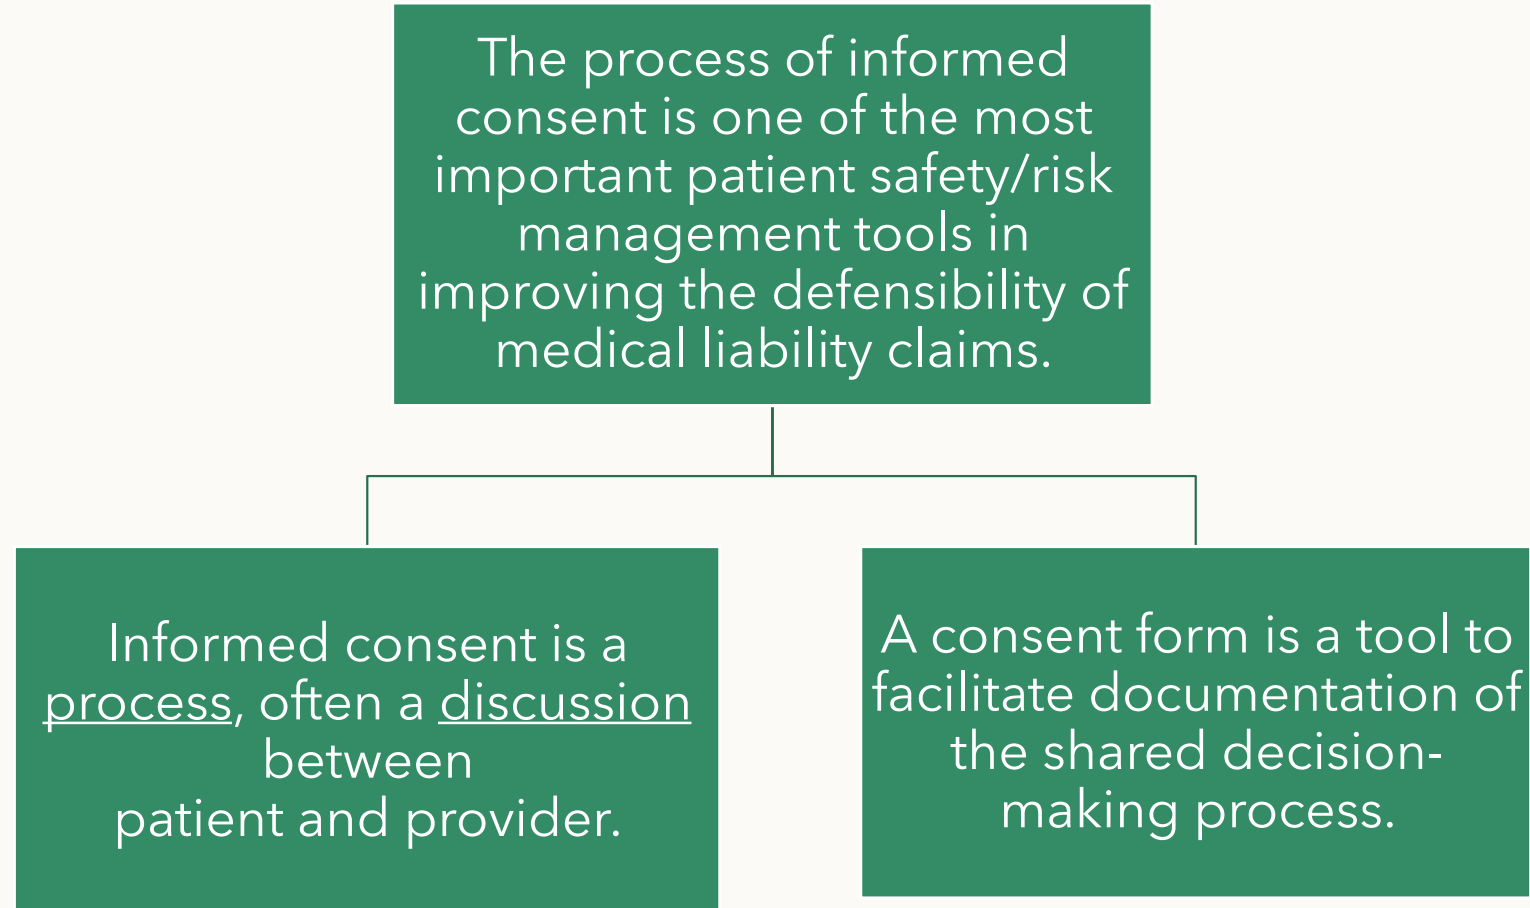 The process of informed
consent is one of the most
important patient safety/risk
management tools in
improving the defensibility of
medical liability claims.
Informed consent is a
process, often a discussion
between
patient and provider.
A consent form is a tool to
facilitate documentation of
the shared decision-
making process.